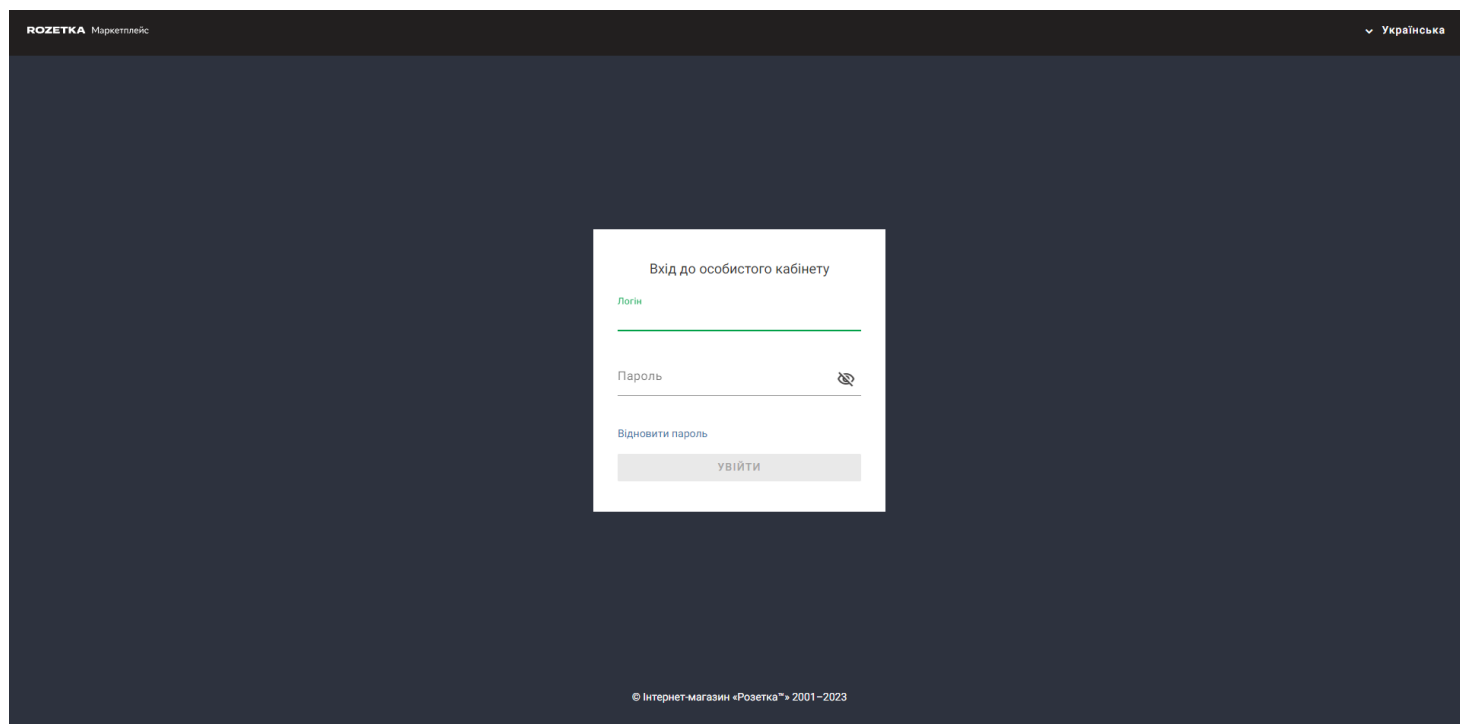 ROZETKA Маркетплейс
Українська
Вхід до особистого кабінету
Логін
Пароль
Відновити пароль
УВІЙТИ
© Інтернет-магазин «Розетка™» 2001–2023